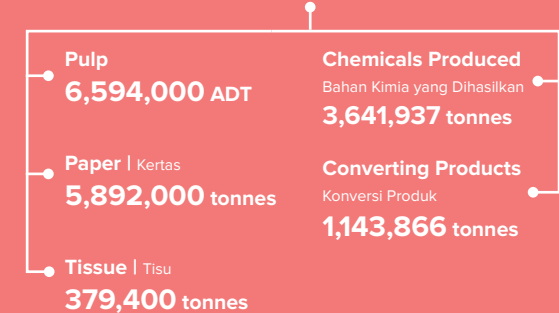 Pulp
6,594,000 ADT
Paper | Kertas
5,892,000 tonnes
Tissue | Tisu
379,400 tonnes
Chemicals Produced
Bahan Kimia yang Dihasilkan
3,641,937 tonnes
Converting Products
Konversi Produk
1,143,866 tonnes